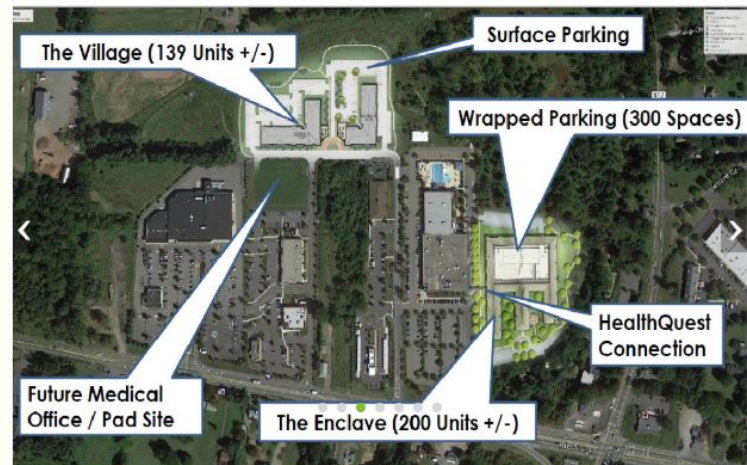 The Village (139 Units +/-)
Surface Parking
Wrapped Parking (300 Spaces)
HealthQuest
Connection
Future Medical
Office / Pad Site
The Enclave (200 Units +/-)